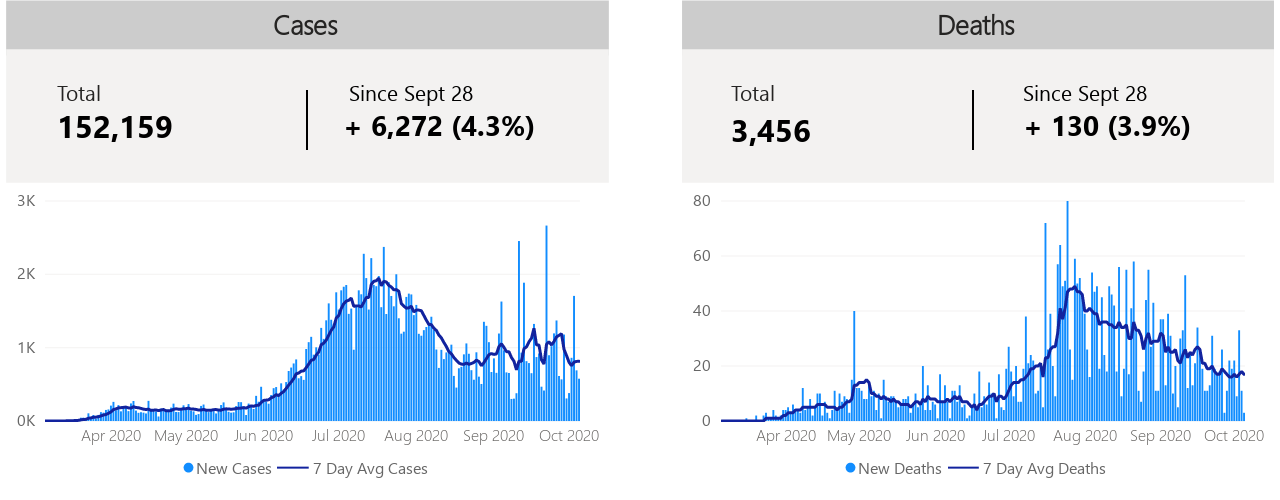 Cases
Total
152,159
Since Sept 28
+ 6,272 (4.3%)
3K
2K
1K
0K
Apr 2020 May 2020 Jun 2020 Jul 2020 Aug 2020 Sep 2020 Oct 2020
New Cases 7 Day Avg Cases
Deaths
Total
3,456
Since Sept 28
+ 130 (3.9%)
80
60
40
20
0
Apr 2020 May 2020 Jun 2020 Jul 2020 Aug 2020 Sep 2020 Oct 2020
New Deaths 7 Day Avg Deaths